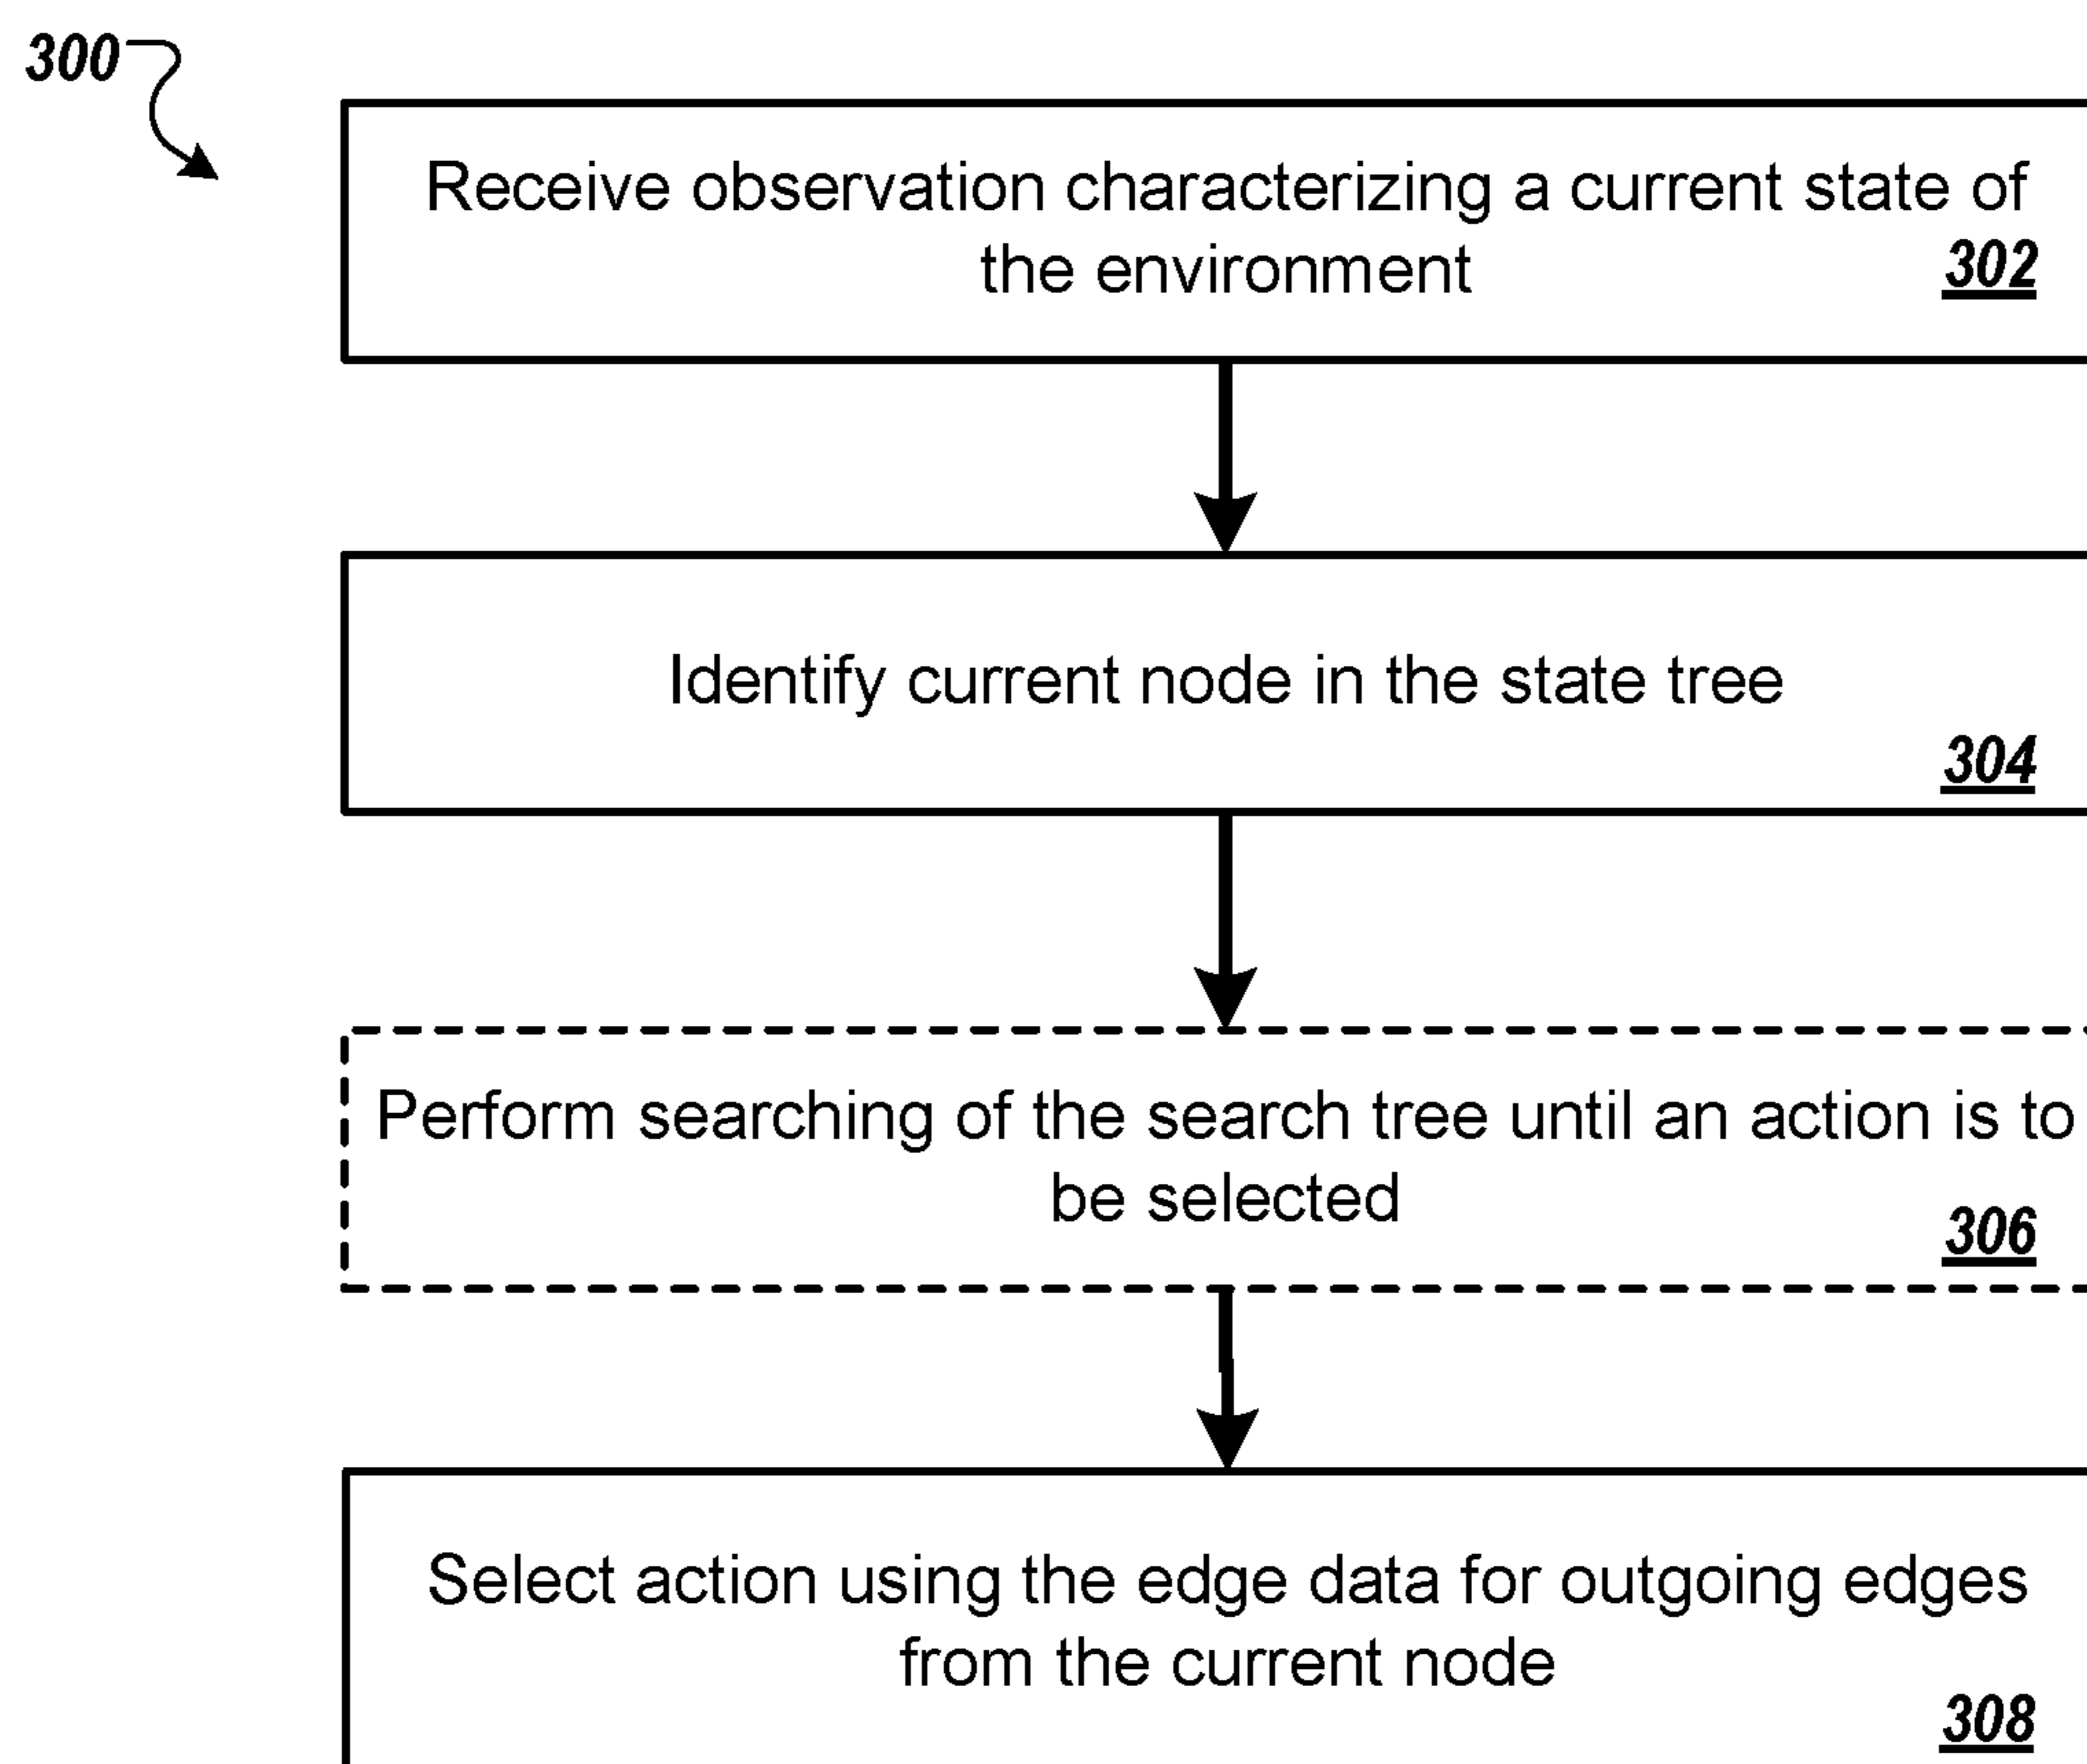 300
Receive observation characterizing a current state of
the environment
302
Identify current node in the state tree
304
Perform searching of the search tree until an action is to
be selected
306
Select action using the edge data for outgoing edges
from the current node
308